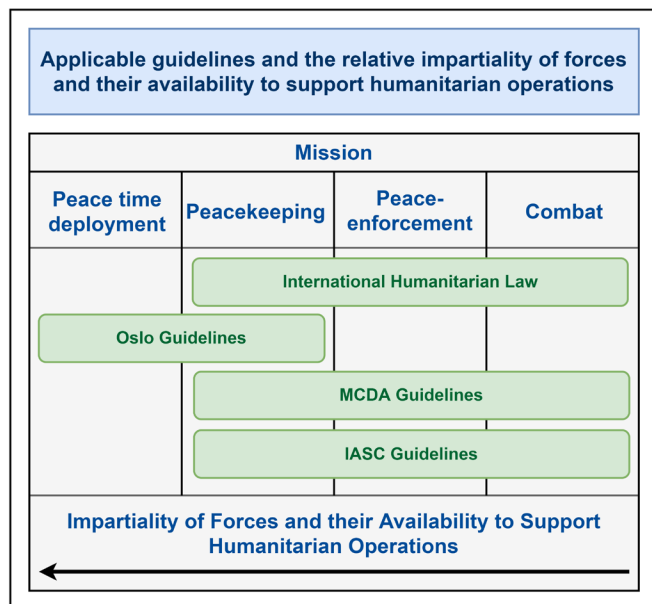 Applicable guidelines and the relative impartiality of forces
and their availability to support humanitarian operations
Mission
Peace time
deployment
Peacekeeping
Peace-
enforcement
Combat
International Humanitarian Law
Oslo Guidelines
MCDA Guidelines
IASC Guidelines
Impartiality of Forces and their Availability to Support
Humanitarian Operations